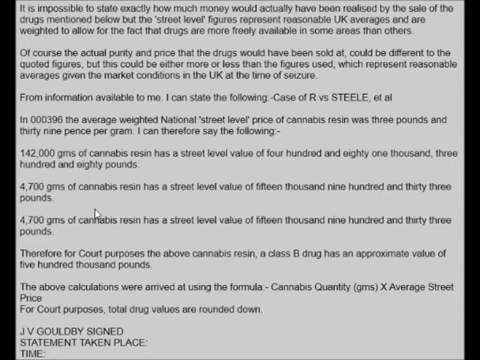 It is impossible to state exactly how much money would actually have been realised by the sale of the
drugs mentioned below but the 'street level' figures represent reasonable UK averages and are
weighted to allow for the fact that drugs are more freely available in some areas than others.
Of course the actual purity and price that the drugs would have been sold at, could be different to the
quoted figures, but this could be either more or less than the figures used, which represent reasonable
averages given the market conditions in the UK at the time of seizure.
From information available to me. I can state the following:-Case of R vs STEELE, et al
In 000396 the average weighted National 'street level' price of cannabis resin was three pounds and
thirty nine pence per gram. I can therefore say the following:-
142,000 gms of cannabis resin has a street level value of four hundred and eighty one thousand, three
hundred and eighty pounds.
4,700 gms of cannabis resin has a street level value of fifteen thousand nine hundred and thirty three
pounds.
4,700 gms of cannabis resin has a street level value of fifteen thousand nine hundred and thirty three
pounds.
Therefore for Court purposes the above cannabis resin, a class B drug has an approximate value of
five hundred thousand pounds.
The above calculations were arrived at using the formula:- Cannabis Quantity (gms) X Average Street
Price
For Court purposes, total drug values are rounded down.
J V GOULDBY SIGNED
STATEMENT TAKEN PLACE:
TIME: